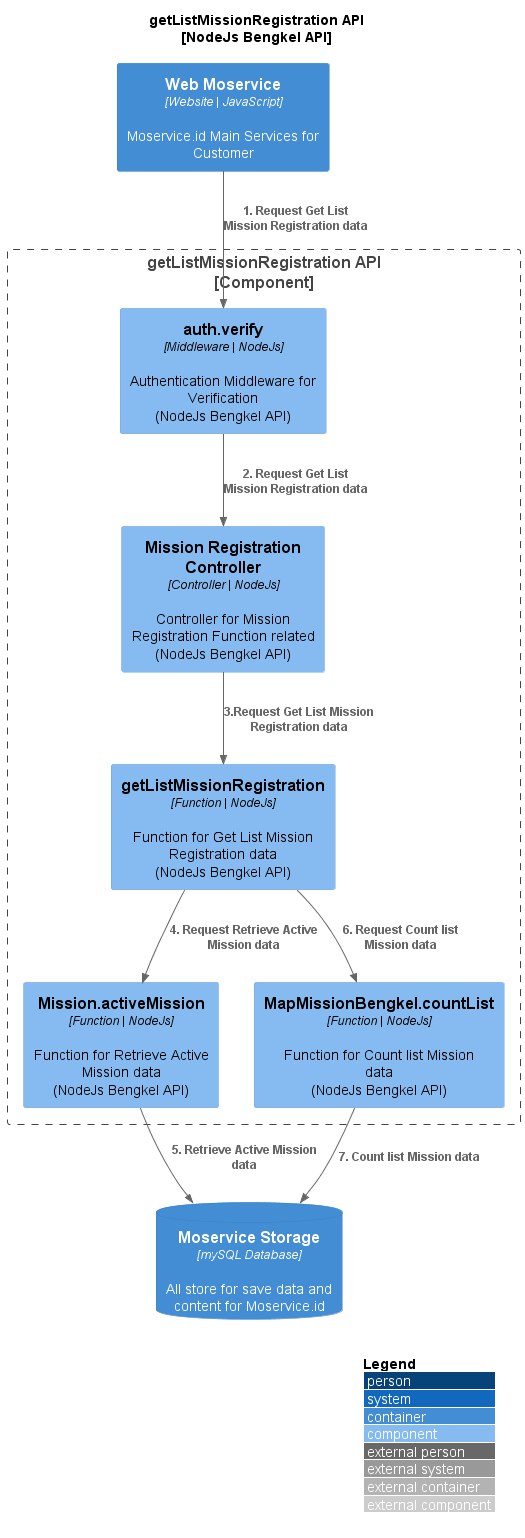 getListMissionRegistration API
[NodeJs Bengkel API]
Web Moservice
[Website | JavaScript]
Moservice.id Main Services for
Customer
1. Request Get List
Mission Registration data
getListMissionRegistration API
[Component]
auth.verify
[Middleware | NodeJs]
Authentication Middleware for
Verification
(NodeJs Bengkel API)
2. Request Get List
Mission Registration data
Mission Registration
Controller
[Controller | NodeJs]
Controller for Mission
Registration Function related
(NodeJs Bengkel API)
3.Request Get List Mission
Registration data
getListMissionRegistration
[Function | NodeJs]
Function for Get List Mission
Registration data
(NodeJs Bengkel API)
4. Request Retrieve Active
Mission data
6. Request Count list
Mission data
Mission.activeMission
[Function | NodeJs]
Function for Retrieve Active
Mission data
(NodeJs Bengkel API)
MapMissionBengkel.countList
[Function | NodeJs]
Function for Count list Mission
data
(NodeJs Bengkel API)
5. Retrieve Active Mission
data
7. Count list Mission data
Moservice Storage
[mySQL Database]
All store for save data and
content for Moservice.id
Legend
person
system
container
component
external person
external system
external container
external component